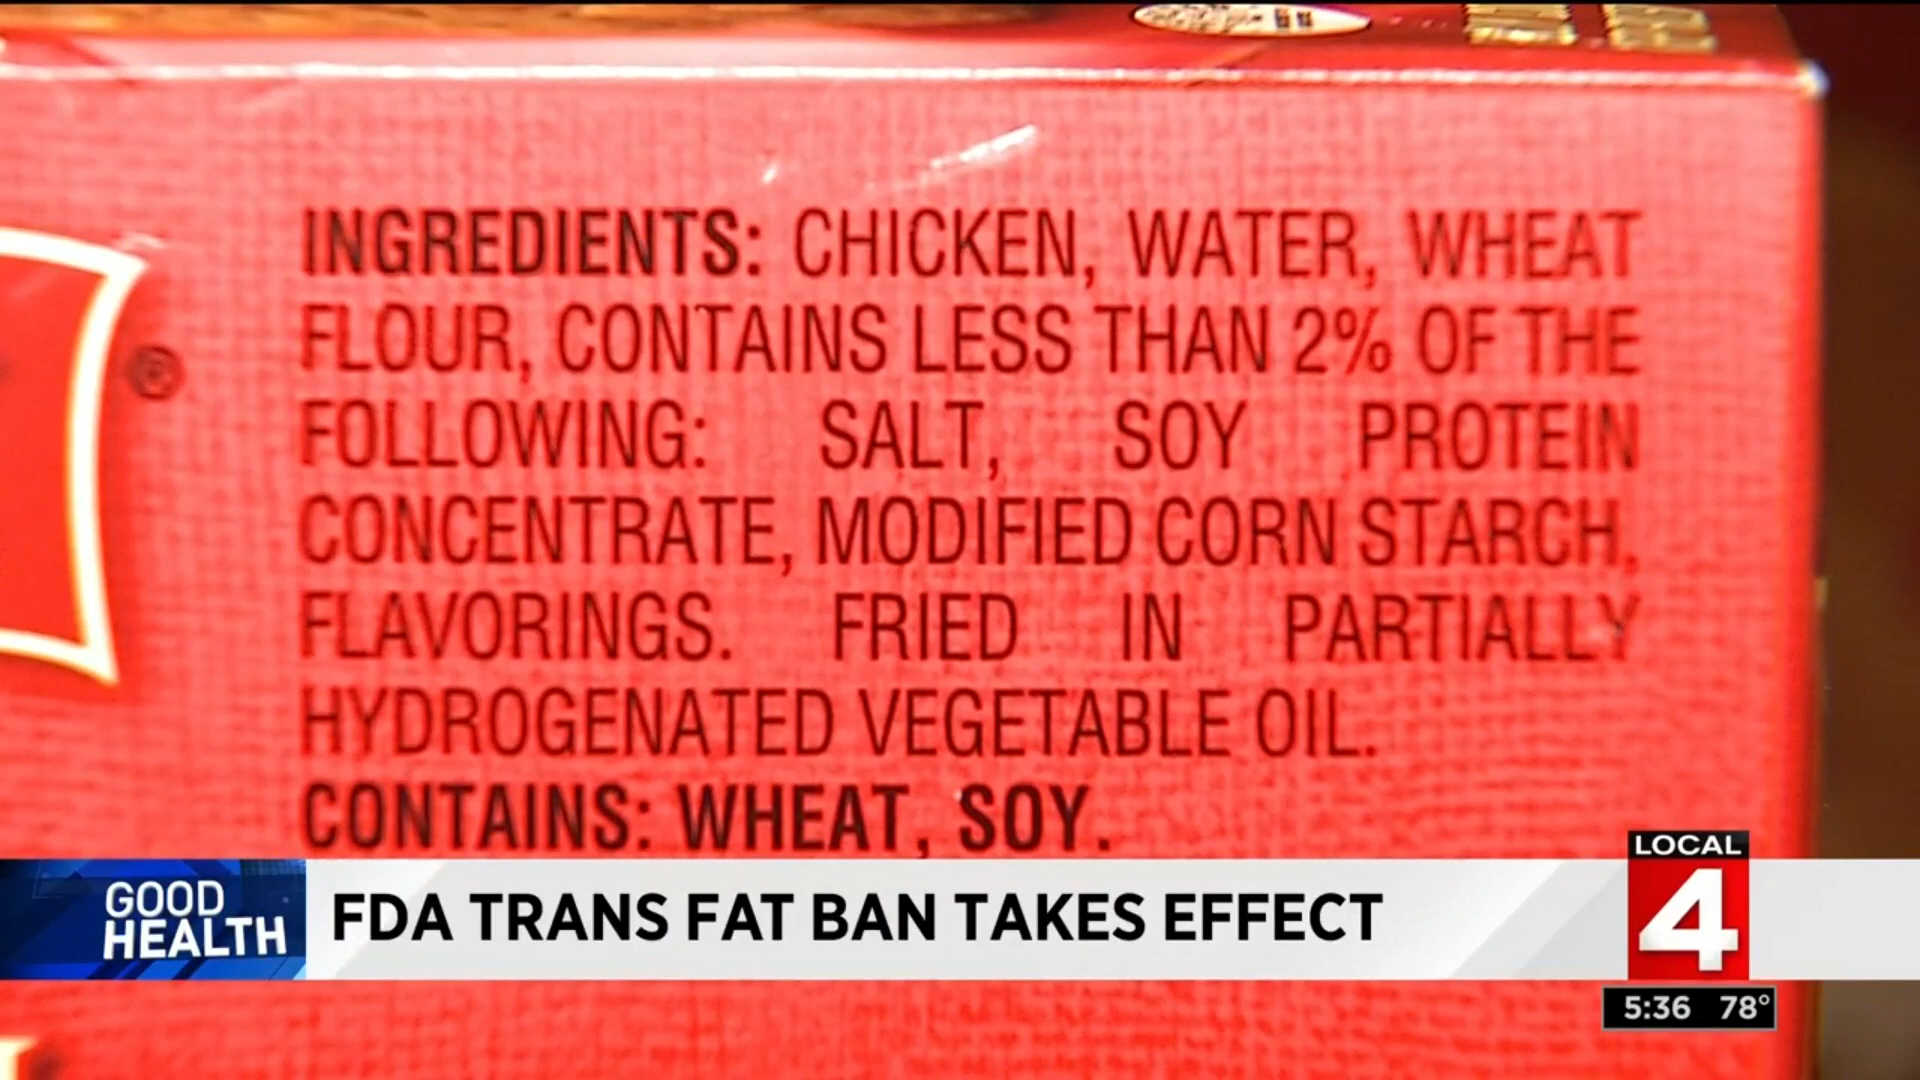 INGREDIENTS: CHICKEN, WATER, WHEAT
FLOUR, CONTAINS LESS THAN 2% OF THE
FOLLOWING: SALT, SOY PROTEIN
CONCENTRATE, MODIFIED CORN STARCH,
FLAVORINGS. FRIED IN PARTIALLY
HYDROGENATED VEGETABLE OIL.
CONTAINS: WHEAT, SOY.
®
GOOD
HEALTH
FDA TRANS FAT BAN TAKES EFFECT
LOCAL
4
5:36 78°